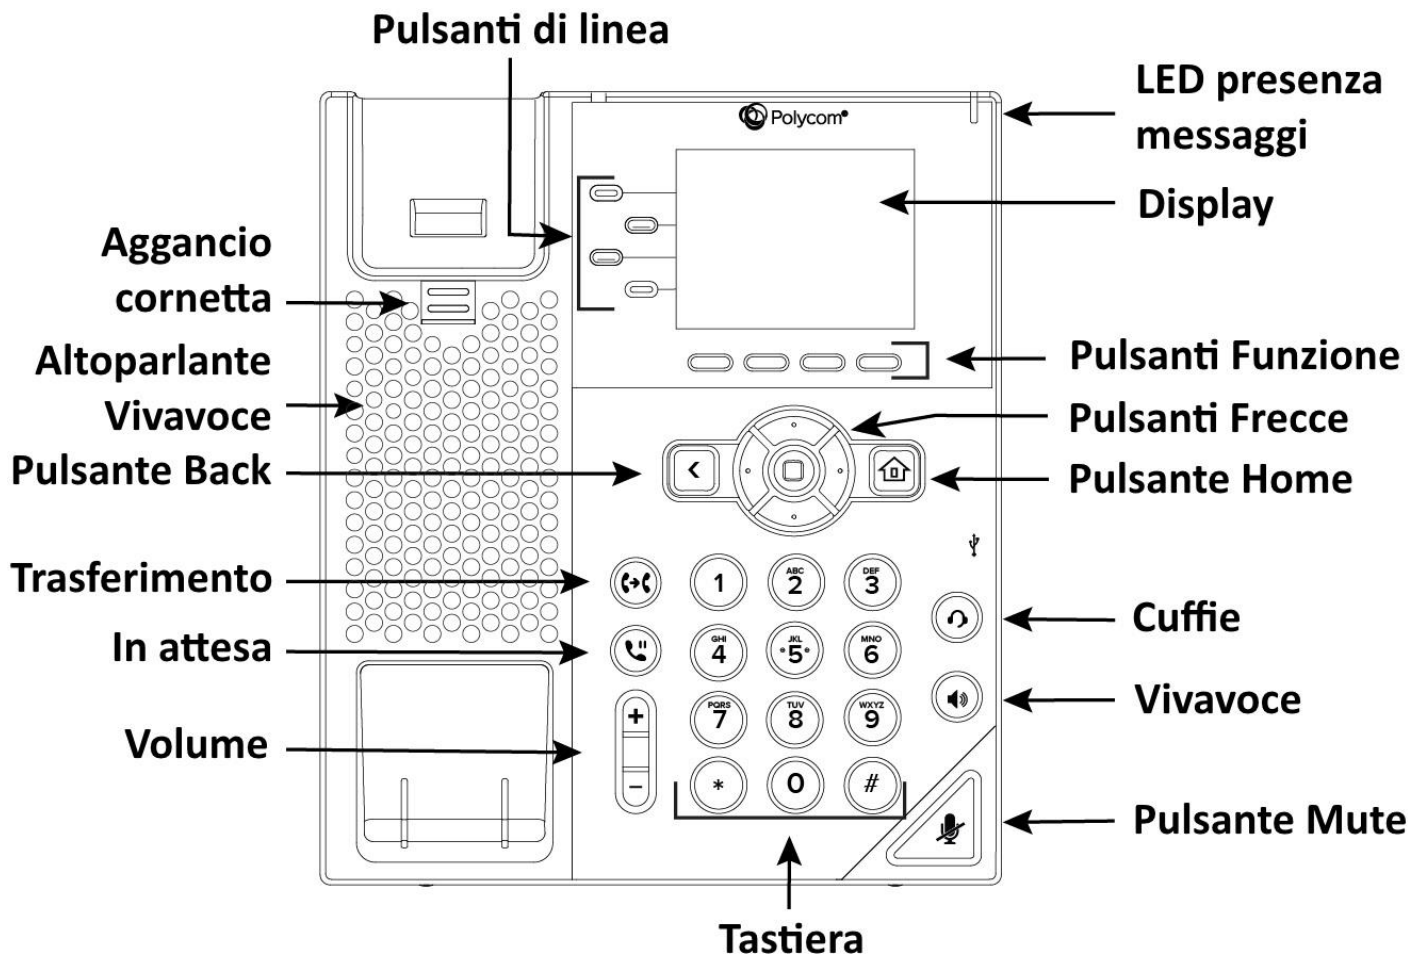 Pulsanti di linea
LED presenza
messaggi
Polycom®
Display
Aggancio
cornetta
Altoparlante
Vivavoce
Pulsanti Funzione
Pulsanti Frecce
Pulsante Back
Pulsante Home
Trasferimento
1
ABC
2
DEF
3
Cuffie
In attesa
GHI
4
JKL
5
MNO
6
Vivavoce
PQRS
7
TUV
8
WXYZ
9
Volume
+
−
*
0
#
Pulsante Mute
Tastiera